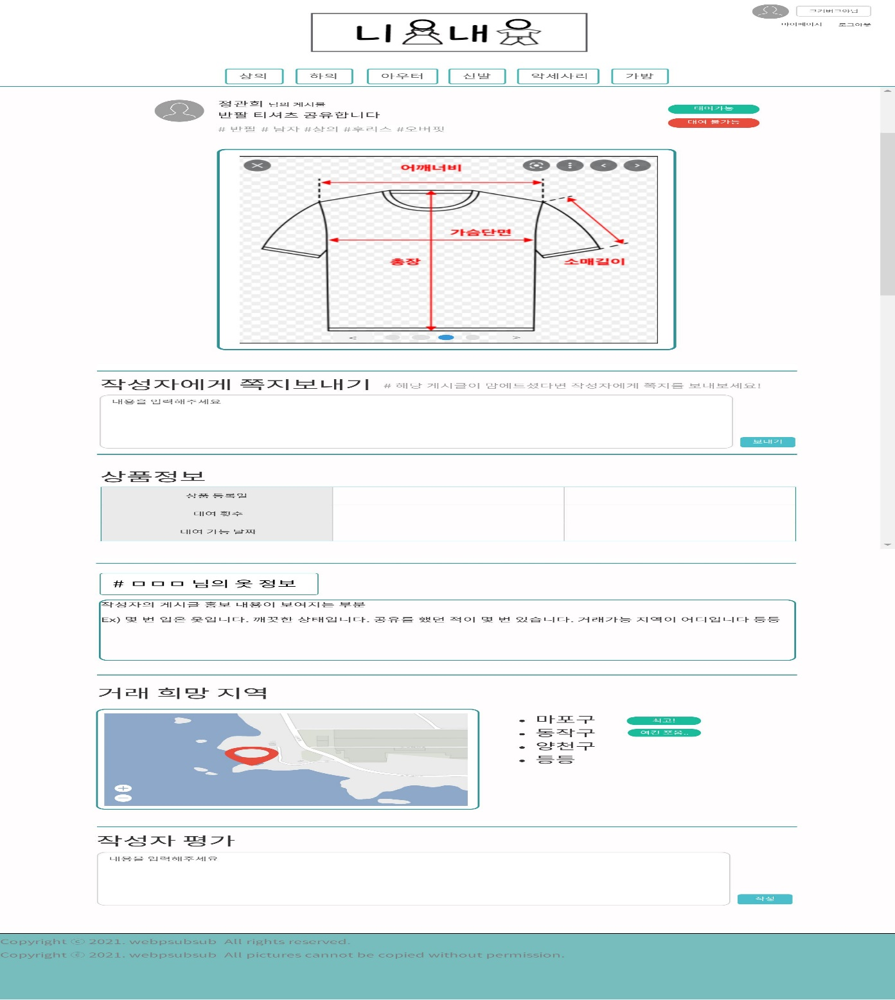 니옷내옷
마이페이지 로그아웃
상의 하의 아우터 신발 악세사리 가방
정관희 님의 게시물
반팔 티셔츠 공유합니다
# 반팔 # 남자 #상의 #후리스 #오버핏
대여가능
대여 불가능
어깨너비
가슴단면
총장
소매길이
작성자에게 쪽지보내기 # 해당 게시글이 맘에드셨다면 작성자에게 쪽지를 보내보세요!
내용을 입력해주세요
보내기
상품정보
상품 등록일
대여 횟수
대여 가능 날짜
# ㅁㅁㅁ 님의 옷 정보
작성자의 게시글 홍보 내용이 보여지는 부분
Ex) 몇 번 입은 옷입니다. 깨끗한 상태입니다. 공유를 했던 적이 몇 번 있습니다. 거래가능 지역이 어디입니다 등등
거래 희망 지역
• 마포구
최고!
• 동작구
여긴 쪼음..
• 양천구
• 등등
작성자 평가
내용을 입력해주세요
작성
Copyright ⓒ 2021. webpsubsub All rights reserved.
Copyright ⓒ 2021. webpsubsub All pictures cannot be copied without permission.